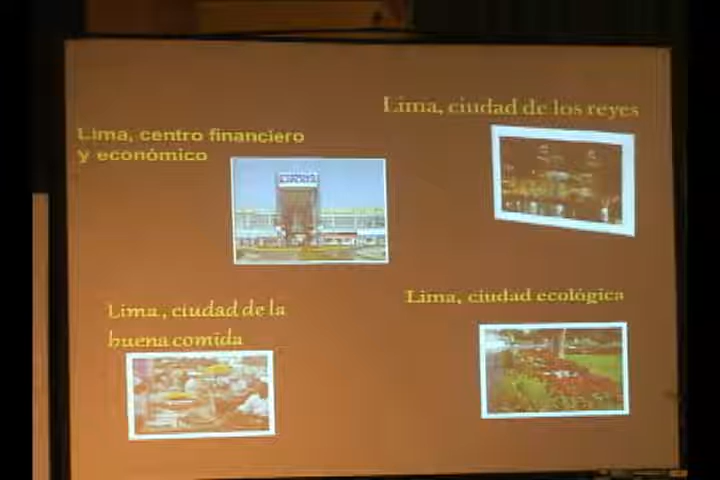 Lima, centro financiero
y económico
Lima, ciudad de los reyes
Lima, ciudad de la
buena comida
Lima, ciudad ecológica